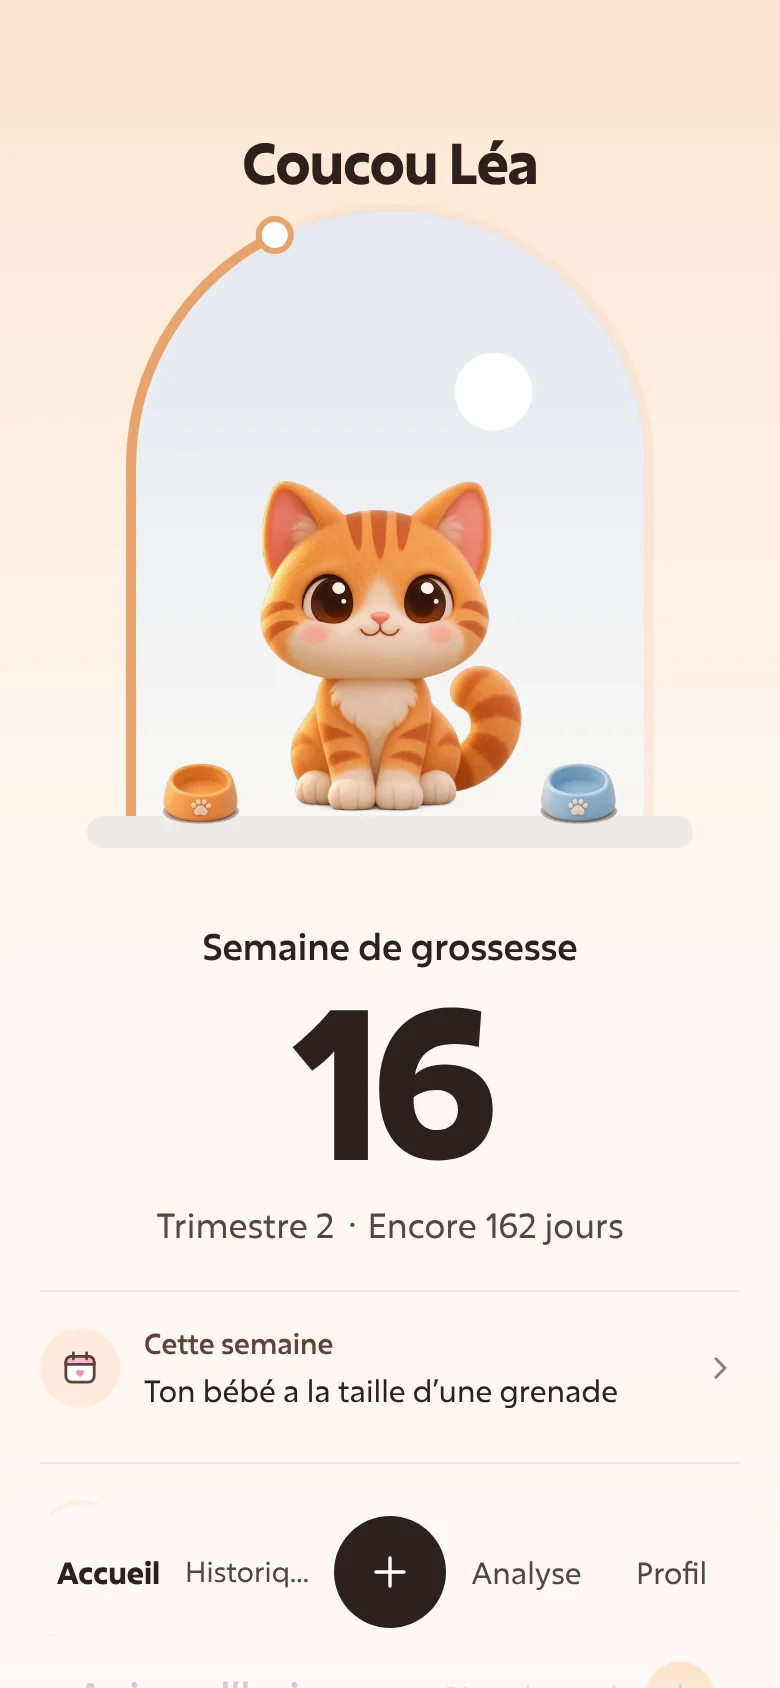 Coucou Léa
Semaine de grossesse
16
Trimestre 2 · Encore 162 jours
Cette semaine
Ton bébé a la taille d’une grenade
Accueil
Historiq...
Analyse
Profil